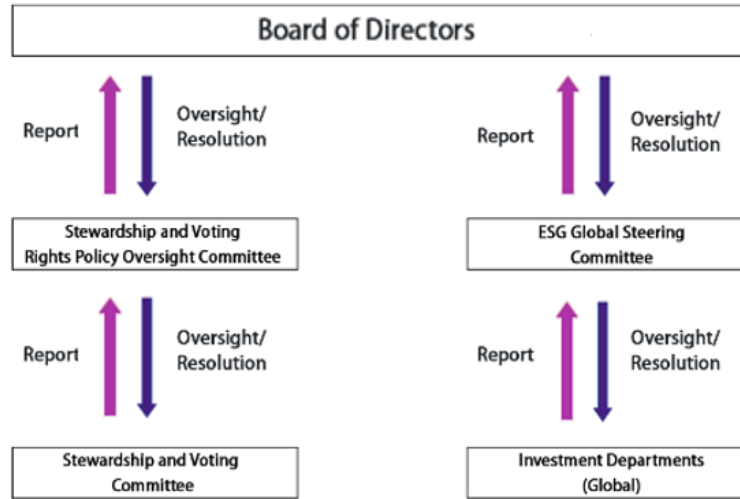 Board of Directors
Report
Oversight/
Resolution
Report
Oversight/
Resolution
Stewardship and Voting
Rights Policy Oversight Committee
ESG Global Steering
Committee
Report
Oversight/
Resolution
Report
Oversight/
Resolution
Stewardship and Voting
Committee
Investment Departments
(Global)